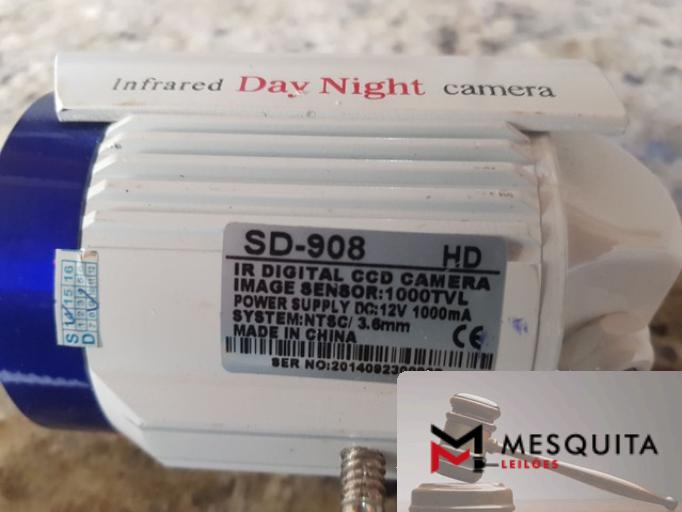 Infrared Day Night camera
SD-908 HD
IR DIGITAL CCD CAMERA
IMAGE SENSOR:1000TVL
POWER SUPPLY DC:12V 1000mA
SYSTEM:NTSC/ 3.6mm
MADE IN CHINA CE
MESQUITA
LEILÕES